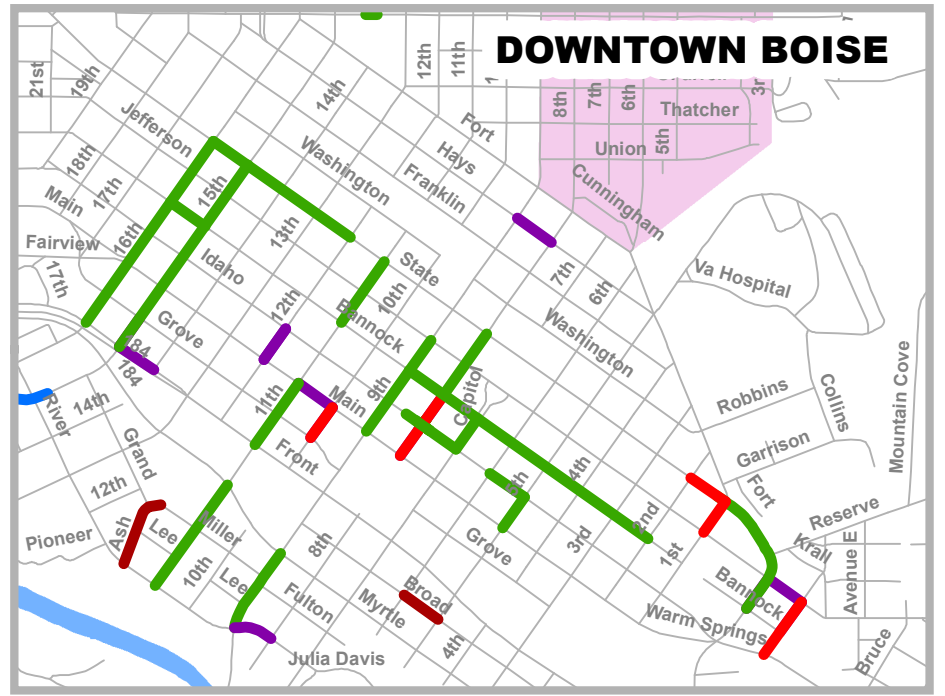 DOWNTOWN BOISE
21st
19th
14th
12th
11th
8th
7th
6th
5th
Thatcher
Union
Cunningham
Jefferson
Fort
Hays
Franklin
Washington
18th
17th
Main
15th
16th
13th
Fairview
17th
Idaho
State
10th
12th
Bannock
Grove
7th
6th
Va Hospital
Washington
84
184
Main
9th
Capitol
11th
Front
River
14th
Grand
12th
Robbins
Collins
Mountain Cove
Garrison
Fort
Reserve
Krall
Avenue E
4th
2nd
3rd
1st
Grove
Pioneer
Ash
Lee
Miller
10th
Lee
8th
Fulton
Myrtle
Broad
4th
Julia Davis
Bannock
Warm Springs
Bruce